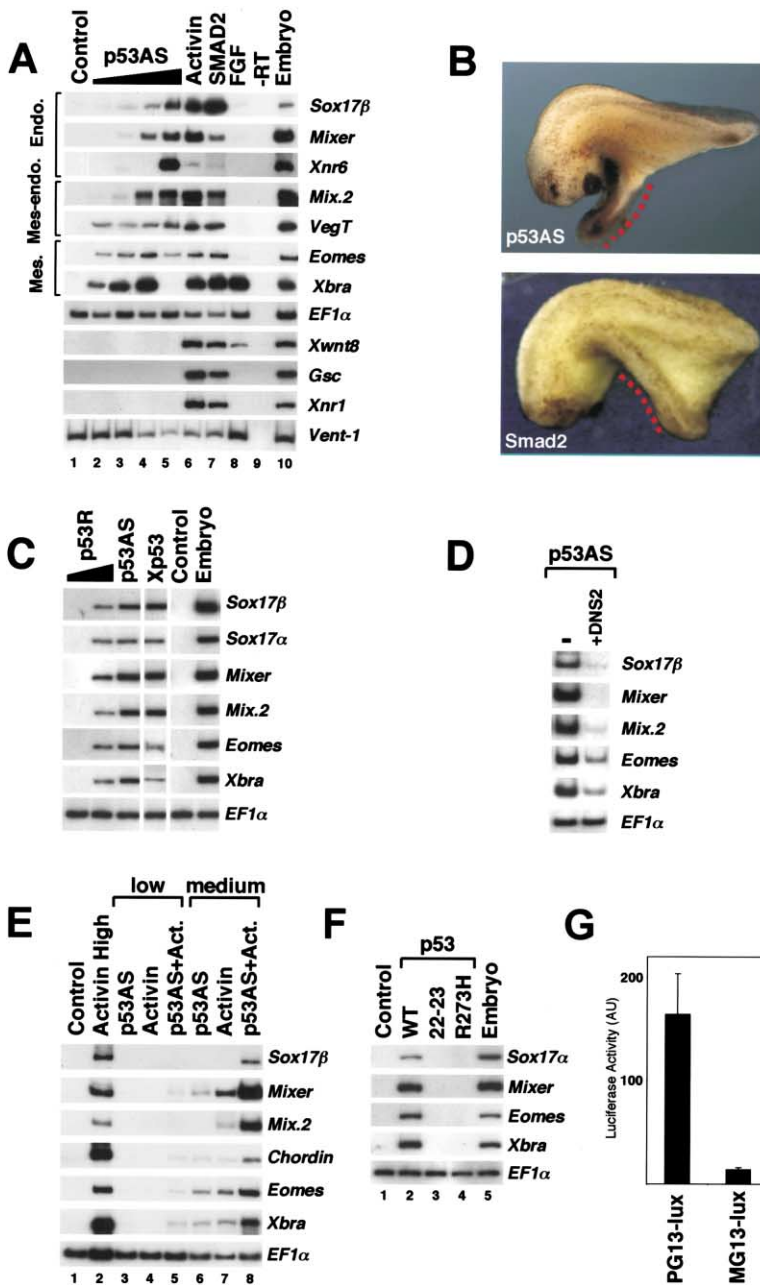 A
Control
p53AS
Activin
SMAD2
FGF
-RT
Embryo
Endo.
Mes-endo.
Mes.
Sox17β
Mixer
Xnr6
Mix.2
VegT
Eomes
Xbra
EF1α
Xwnt8
Gsc
Xnr1
Vent-1
1 2 3 4 5 6 7 8 9 10
B
p53AS
Smad2
C
p53R
p53AS
Xp53
Control
Embryo
Sox17β
Sox17α
Mixer
Mix.2
Eomes
Xbra
EF1α
D
p53AS
-
+DNS2
Sox17β
Mixer
Mix.2
Eomes
Xbra
EF1α
E
low
medium
Control
Activin High
p53AS
Activin
p53AS+Act.
p53AS
Activin
p53AS+Act.
Sox17β
Mixer
Mix.2
Chordin
Eomes
Xbra
EF1α
1 2 3 4 5 6 7 8
F
p53
Control
WT
22-23
R273H
Embryo
Sox17α
Mixer
Eomes
Xbra
EF1α
1 2 3 4 5
G
Luciferase Activity (AU)
200
100
PG13-lux
MG13-lux